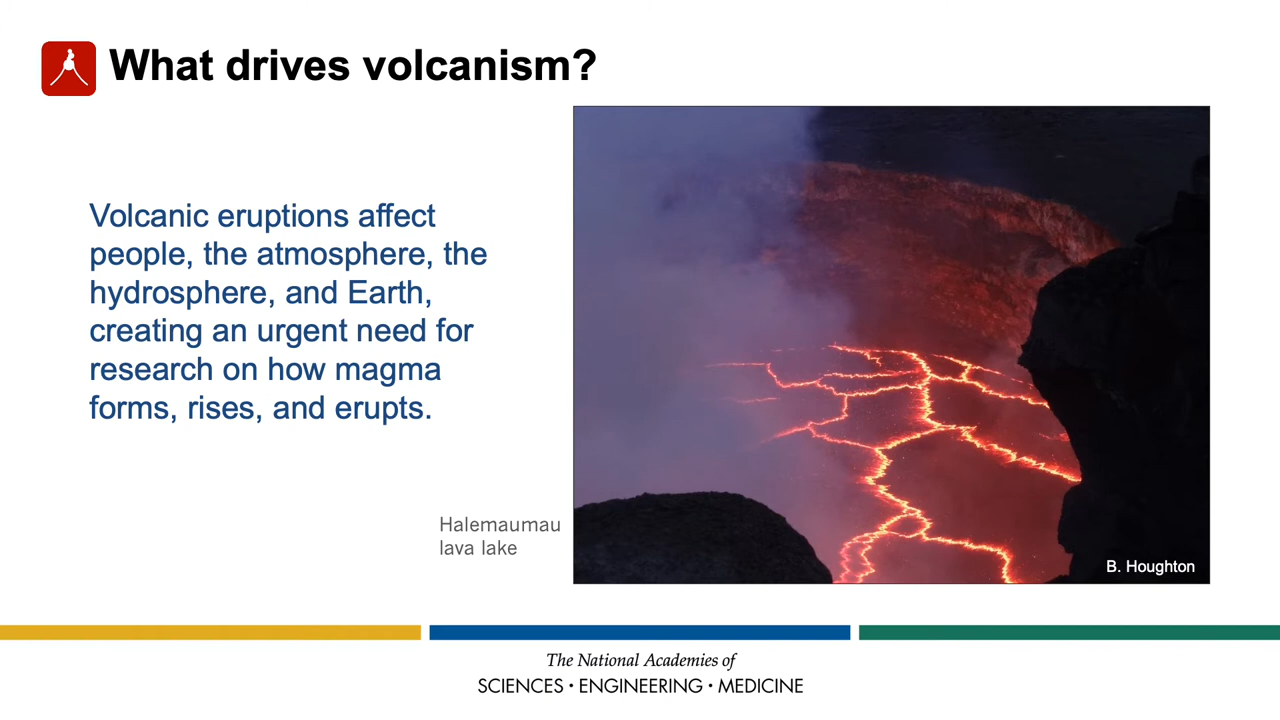 What drives volcanism?
Volcanic eruptions affect
people, the atmosphere, the
hydrosphere, and Earth,
creating an urgent need for
research on how magma
forms, rises, and erupts.
Halemaumau
lava lake
B. Houghton
The National Academies of
SCIENCES · ENGINEERING · MEDICINE